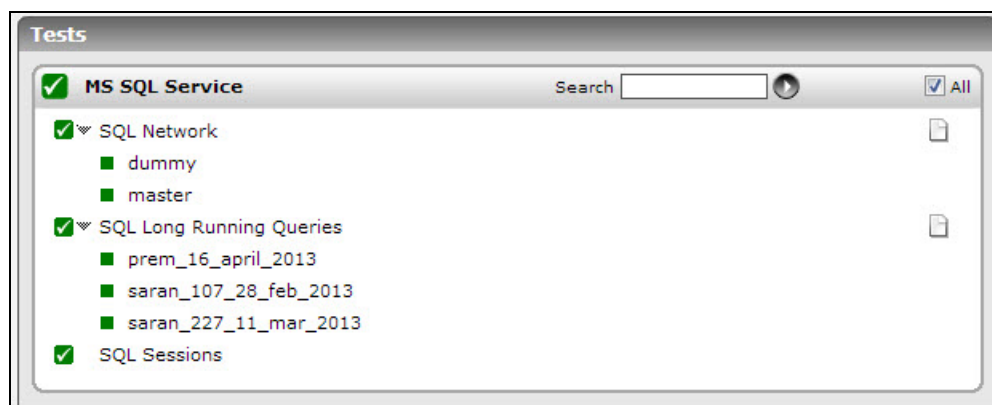 Tests
MS SQL Service Search All
SQL Network
dummy
master
SQL Long Running Queries
prem_16_april_2013
saran_107_28_feb_2013
saran_227_11_mar_2013
SQL Sessions